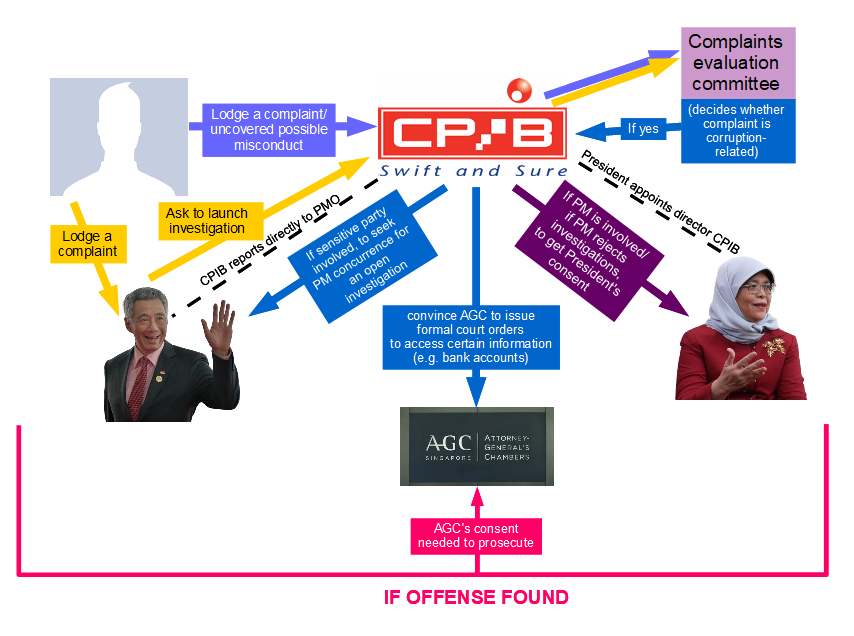 Complaints
evaluation
committee
(decides whether
complaint is
corruption-
related)
If yes
Lodge a complaint/
uncovered possible
misconduct
CPIB
Swift and Sure
President appoints director CPIB
Ask to launch
investigation
Lodge a
complaint
CPIB reports directly to PMO
If sensitive party
involved, to seek
PM concurrence for
an open
investigation
If PM is involved/
if PM rejects
investigations,
to get President's
consent
convince AGC to issue
formal court orders
to access certain information
(e.g. bank accounts)
AGC
SINGAPORE
ATTORNEY-
GENERAL'S
CHAMBERS
AGC's consent
needed to prosecute
IF OFFENSE FOUND